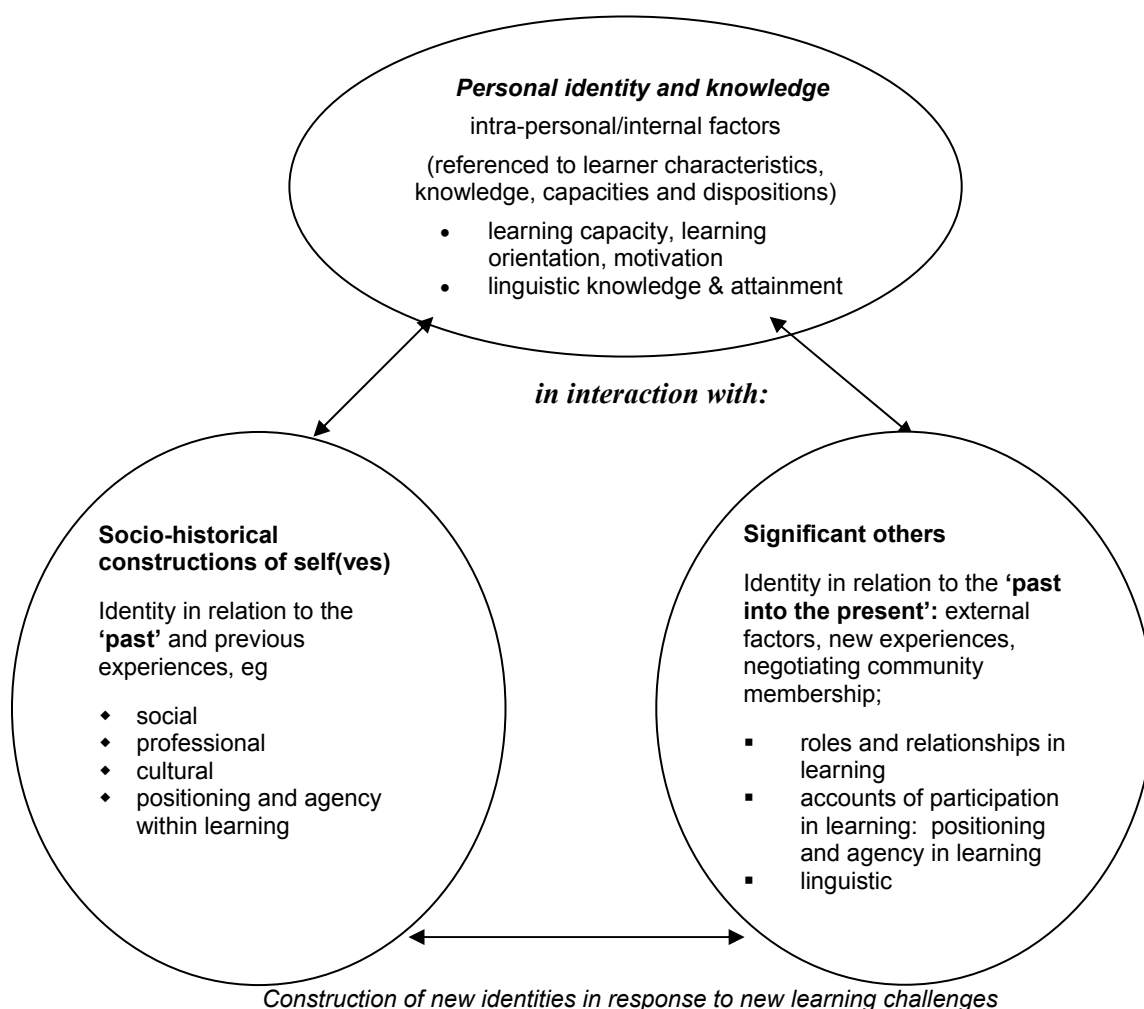 Personal identity and knowledge
intra-personal/internal factors
(referenced to learner characteristics,
knowledge, capacities and dispositions)
• learning capacity, learning
orientation, motivation
• linguistic knowledge & attainment
in interaction with:
Socio-historical
constructions of self(ves)
Identity in relation to the
‘past’ and previous
experiences, eg
◆ social
◆ professional
◆ cultural
◆ positioning and agency
within learning
Significant others
Identity in relation to the ‘past
into the present’: external
factors, new experiences,
negotiating community
membership;
▪ roles and relationships in
learning
▪ accounts of participation
in learning: positioning
and agency in learning
▪ linguistic
Construction of new identities in response to new learning challenges